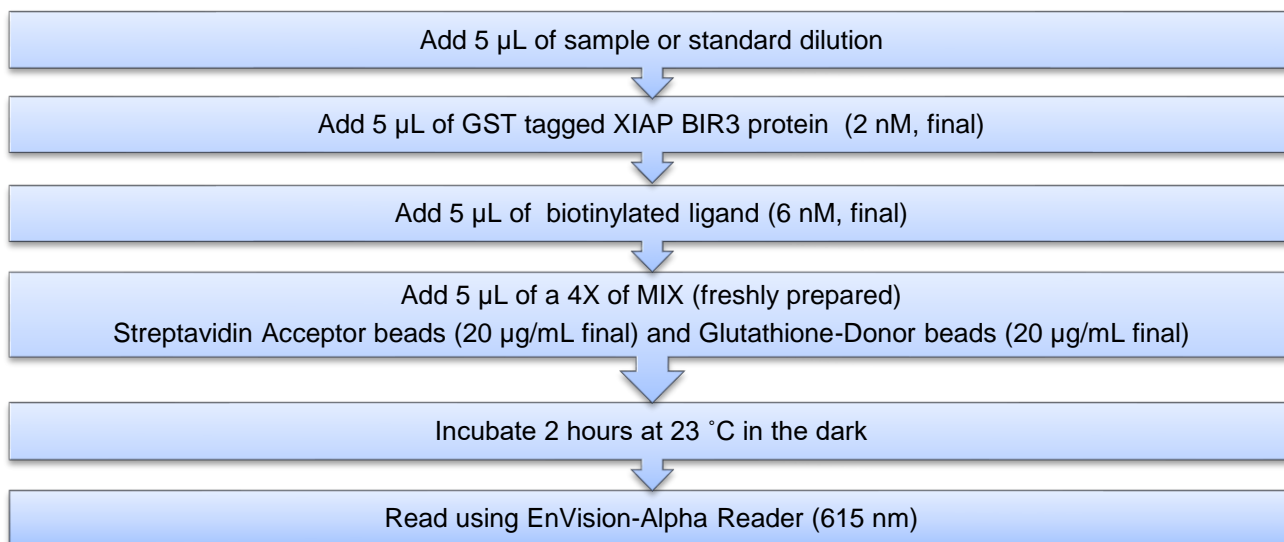 Add 5 µL of sample or standard dilution
Add 5 µL of GST tagged XIAP BIR3 protein  (2 nM, final)
Add 5 µL of  biotinylated ligand (6 nM, final)
Add 5 µL of a 4X of MIX (freshly prepared)
Streptavidin Acceptor beads (20 µg/mL final) and Glutathione-Donor beads (20 µg/mL final)
Incubate 2 hours at 23 ˚C in the dark
Read using EnVision-Alpha Reader (615 nm)